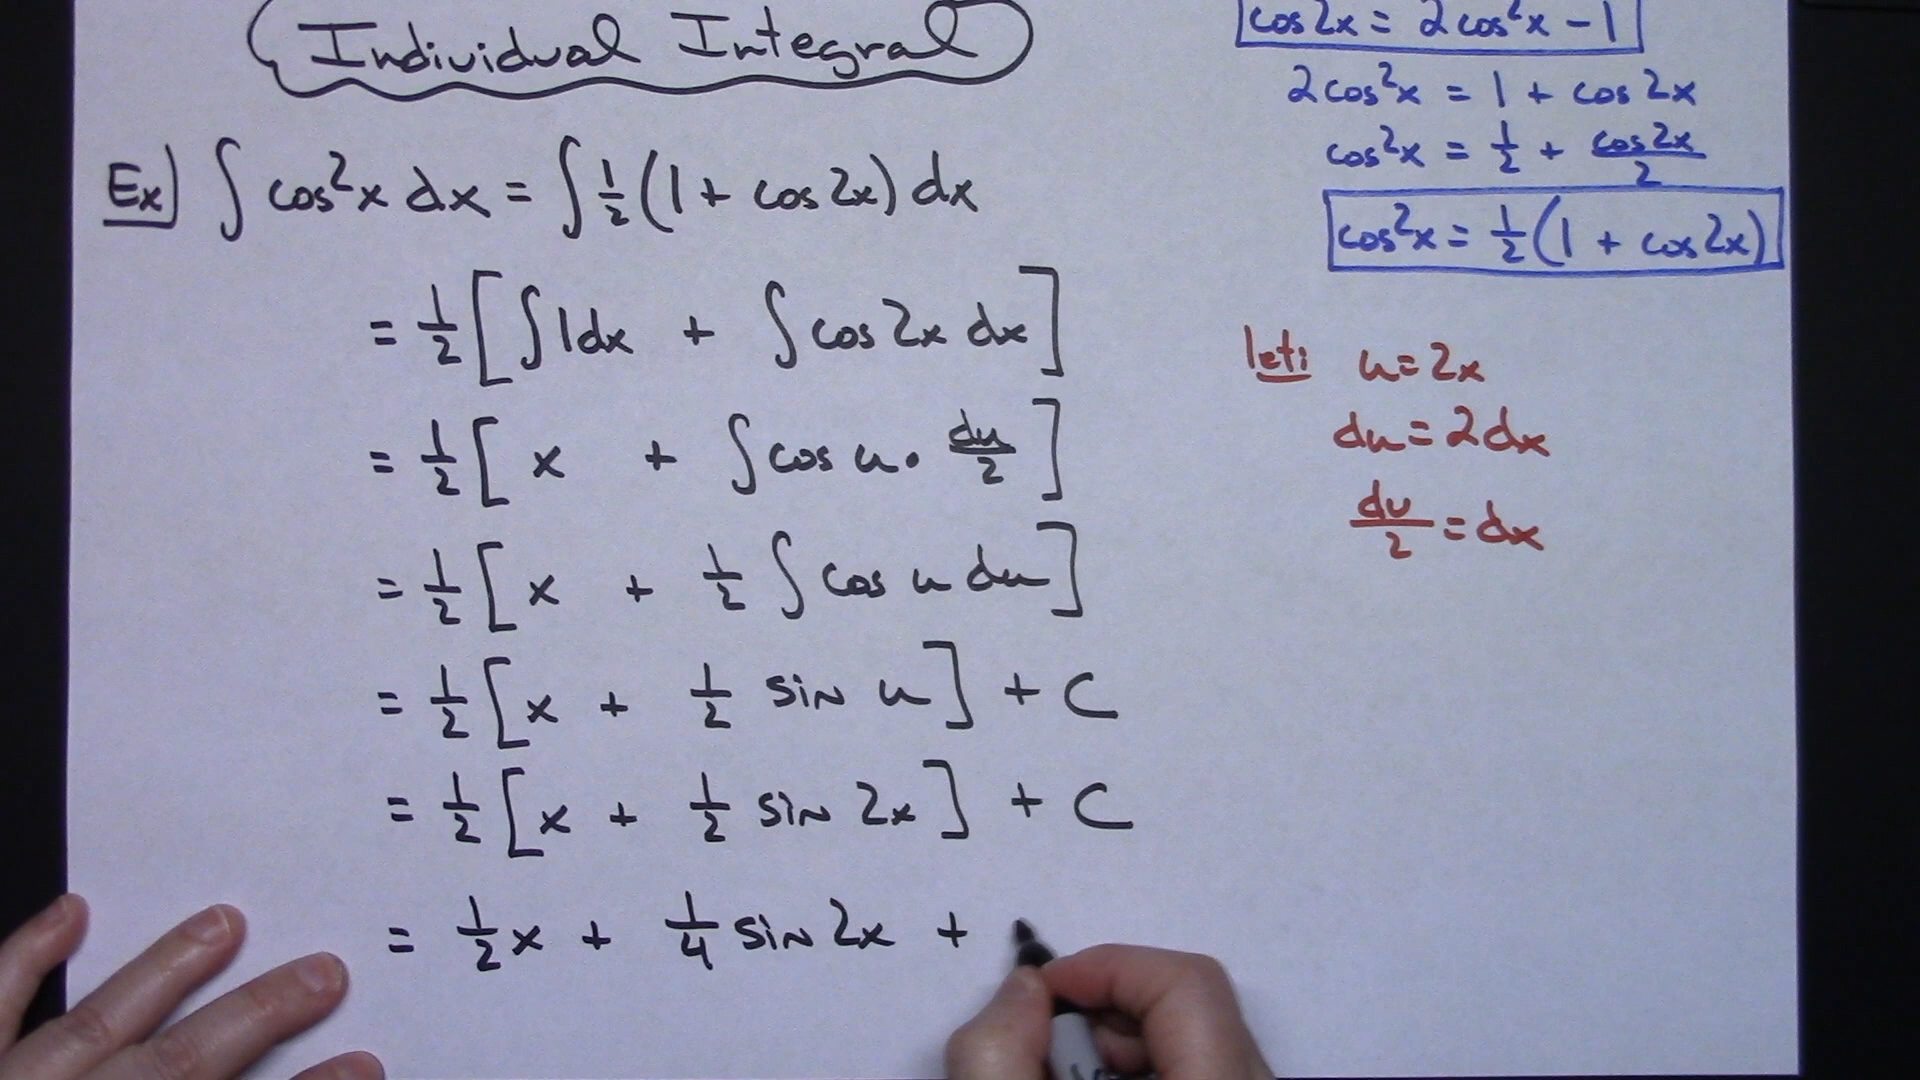 Individual Integral
Ex) ∫ cos²x dx = ∫ 1/2 (1 + cos 2x) dx
= 1/2 [ ∫ 1dx + ∫ cos 2x dx ]
= 1/2 [ x + ∫ cos u · du/2 ]
= 1/2 [ x + 1/2 ∫ cos u du ]
= 1/2 [ x + 1/2 sin u ] + C
= 1/2 [ x + 1/2 sin 2x ] + C
= 1/2 x + 1/4 sin 2x +
cos 2x = 2cos²x − 1
2cos²x = 1 + cos 2x
cos²x = 1/2 + cos 2x/2
cos²x = 1/2 (1 + cos 2x)
let: u = 2x
du = 2dx
du/2 = dx